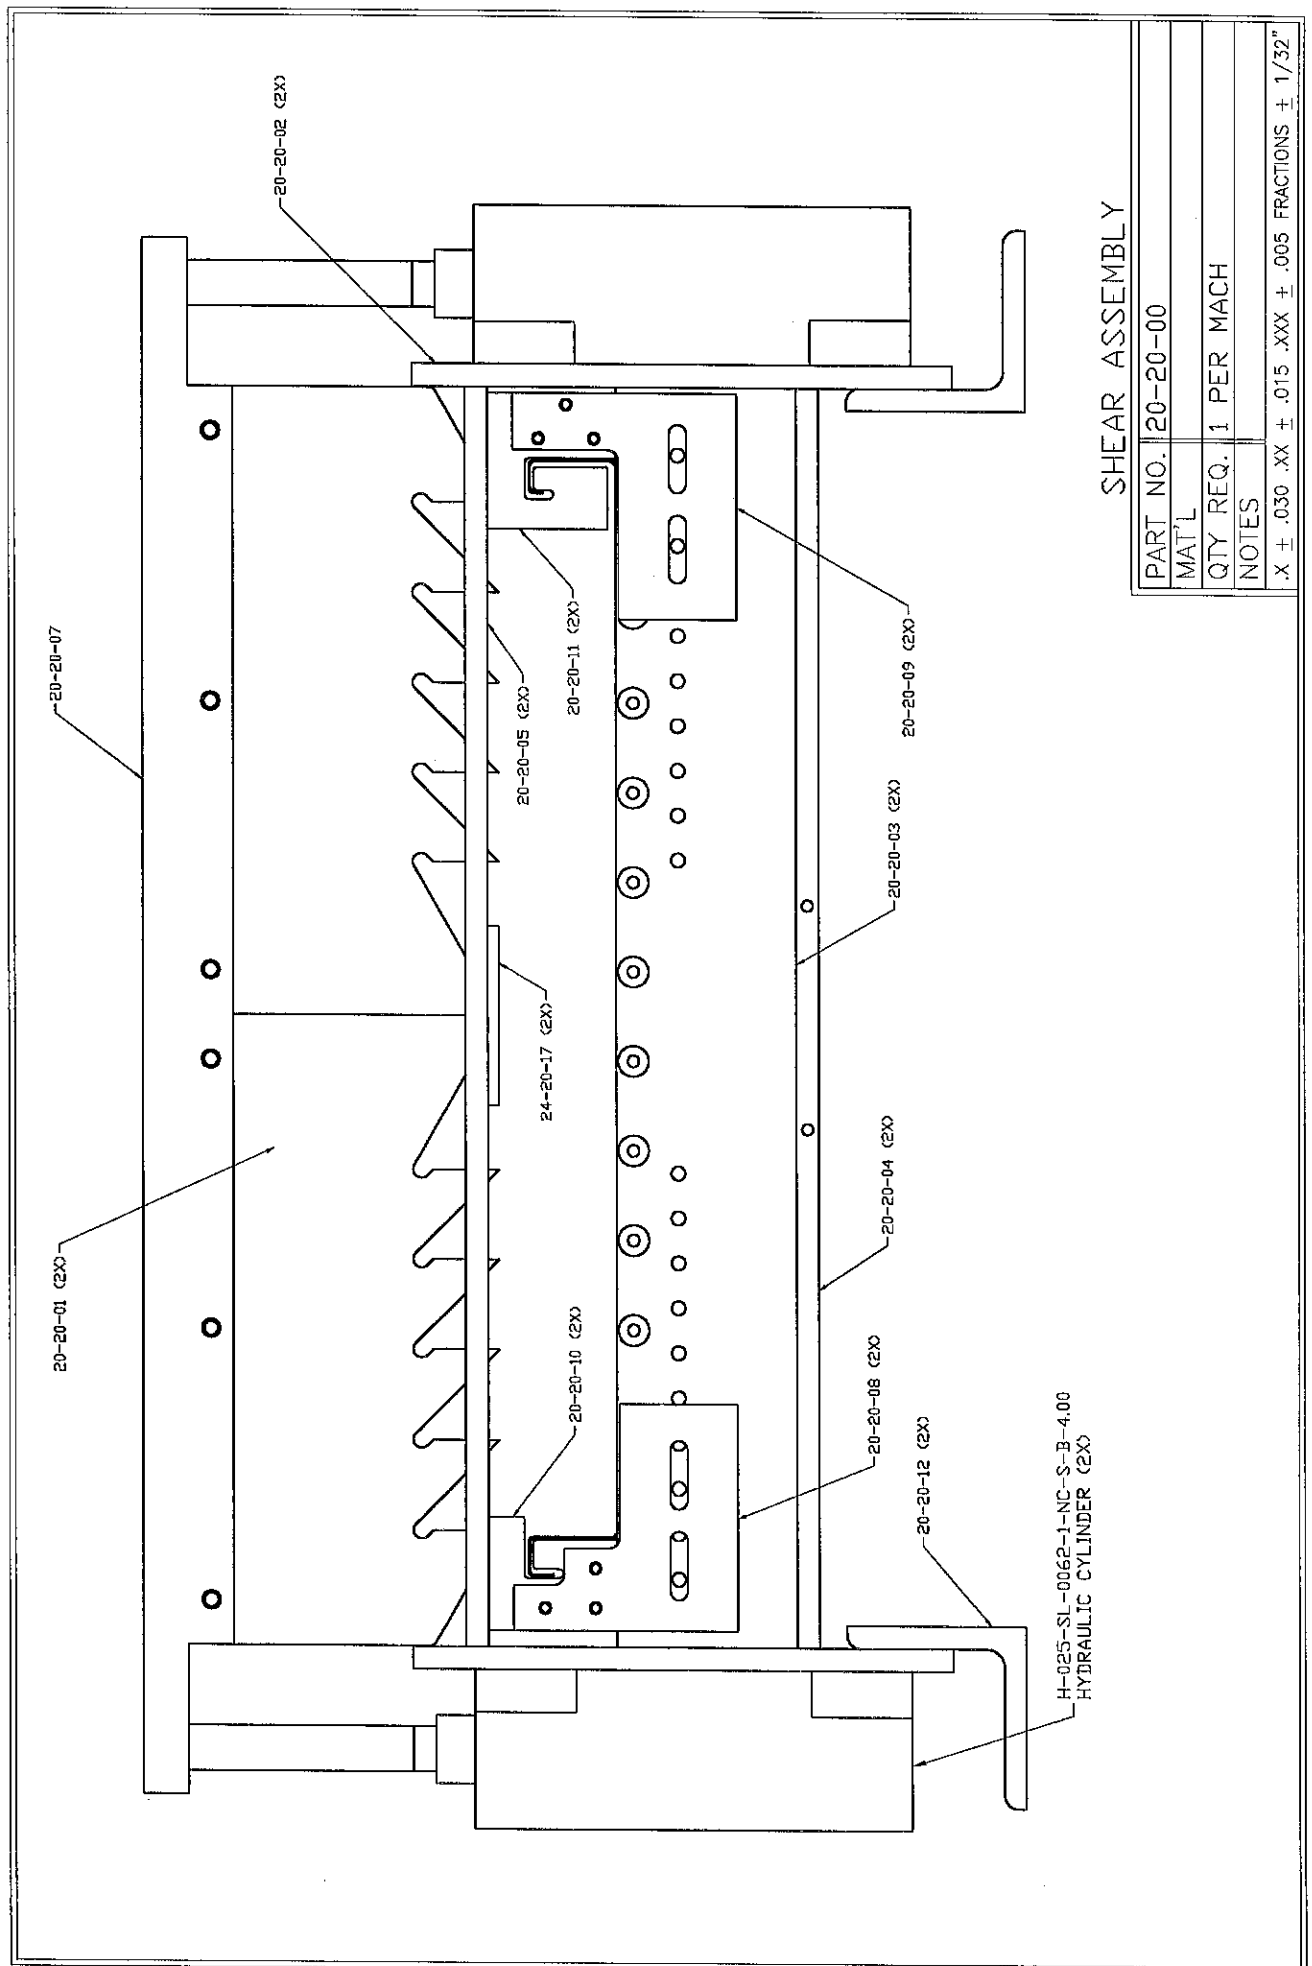 20-20-07
20-20-01 (2X)
20-20-02 (2X)
20-20-05 (2X)
20-20-11 (2X)
24-20-17 (2X)
20-20-10 (2X)
20-20-09 (2X)
20-20-03 (2X)
20-20-04 (2X)
20-20-08 (2X)
20-20-12 (2X)
H-025-SL-0062-1-NC-S-B-4.00
HYDRAULIC CYLINDER (2X)
SHEAR ASSEMBLY
PART NO. 20-20-00
MAT'L
QTY REQ. 1 PER MACH
NOTES
.X ± .030 .XX ± .015 .XXX ± .005 FRACTIONS ± 1/32"